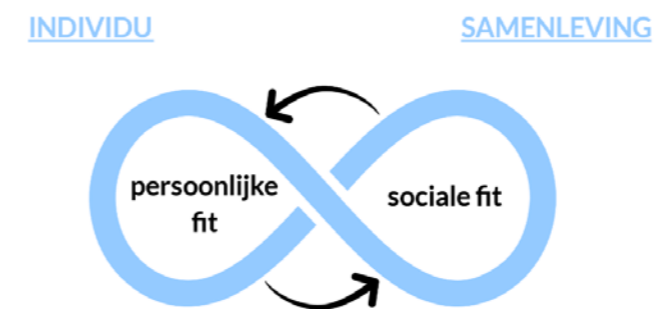 INDIVIDU
SAMENLEVING
persoonlijke
fit
sociale fit